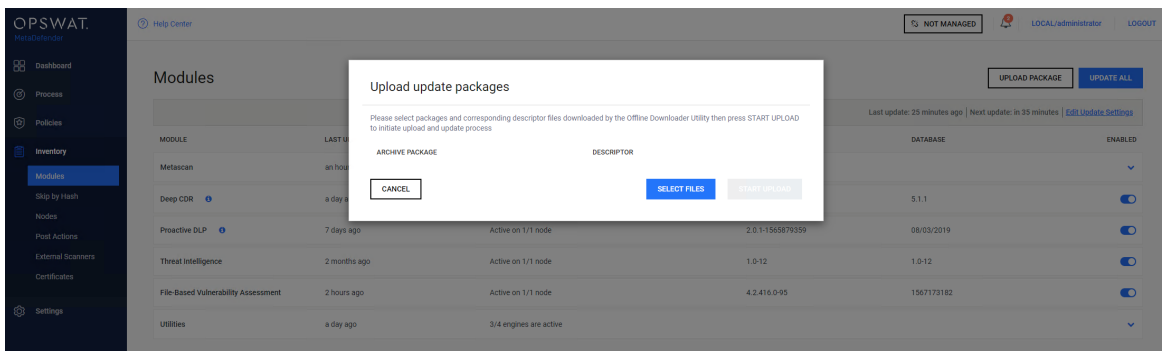 OPSWAT.
MetaDefender
Help Center
NOT MANAGED
LOCAL/administrator
LOGOUT
Dashboard
Process
Policies
Inventory
Modules
Skip by Hash
Nodes
Post Actions
External Scanners
Certificates
Settings
Modules
UPLOAD PACKAGE
UPDATE ALL
Last update: 25 minutes ago | Next update: in 35 minutes | Edit Update Settings
Upload update packages
Please select packages and corresponding descriptor files downloaded by the Offline Downloader Utility then press START UPLOAD
to initiate upload and update process
ARCHIVE PACKAGE DESCRIPTOR
CANCEL SELECT FILES START UPLOAD
MODULE DATABASE ENABLED
Metascan
Deep CDR 5.1.1
Proactive DLP 7 days ago Active on 1/1 node 2.0.1-1565879359 08/03/2019
Threat Intelligence 2 months ago Active on 1/1 node 1.0-12 1.0-12
File-Based Vulnerability Assessment 2 hours ago Active on 1/1 node 4.2.416.0-95 1567173182
Utilities a day ago 3/4 engines are active